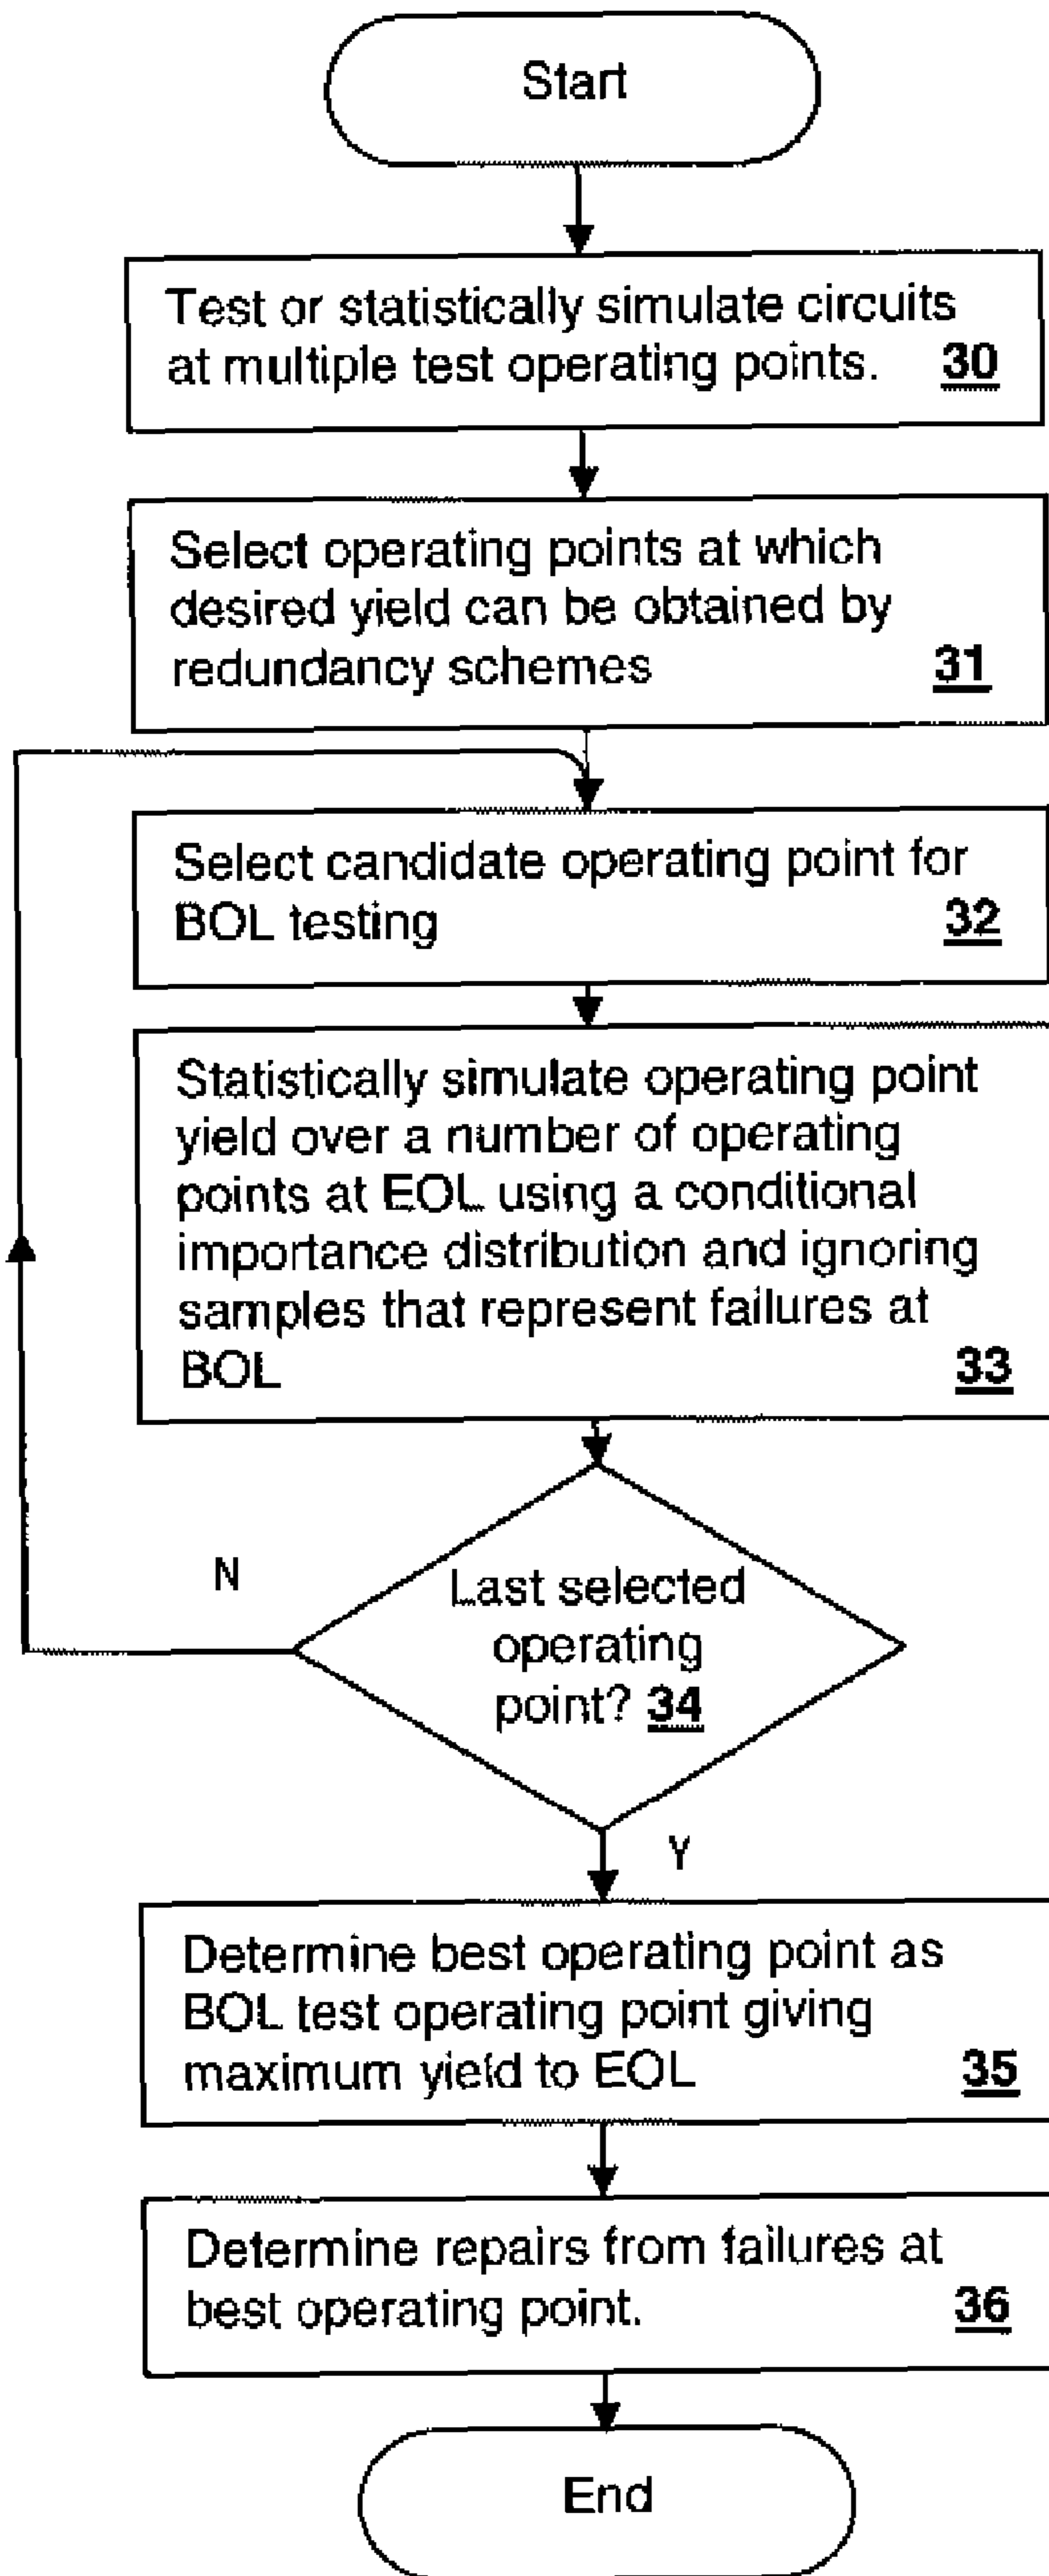 Start
Test or statistically simulate circuits
at multiple test operating points. 30
Select operating points at which
desired yield can be obtained by
redundancy schemes 31
Select candidate operating point for
BOL testing 32
Statistically simulate operating point
yield over a number of operating
points at EOL using a conditional
importance distribution and ignoring
samples that represent failures at
BOL 33
N
Last selected
operating
point? 34
Y
Determine best operating point as
BOL test operating point giving
maximum yield to EOL 35
Determine repairs from failures at
best operating point. 36
End